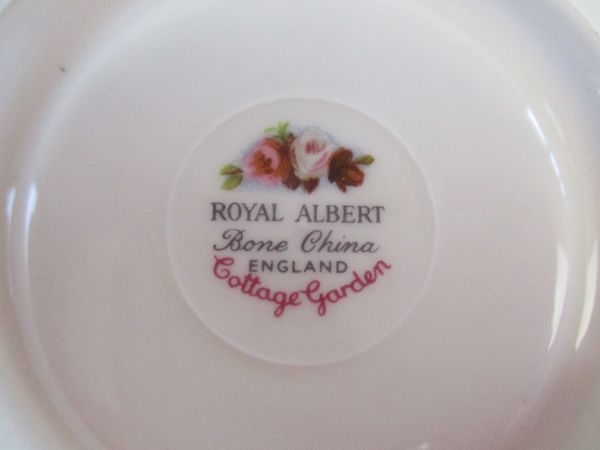 ROYAL ALBERT
Bone China
ENGLAND
Cottage Garden